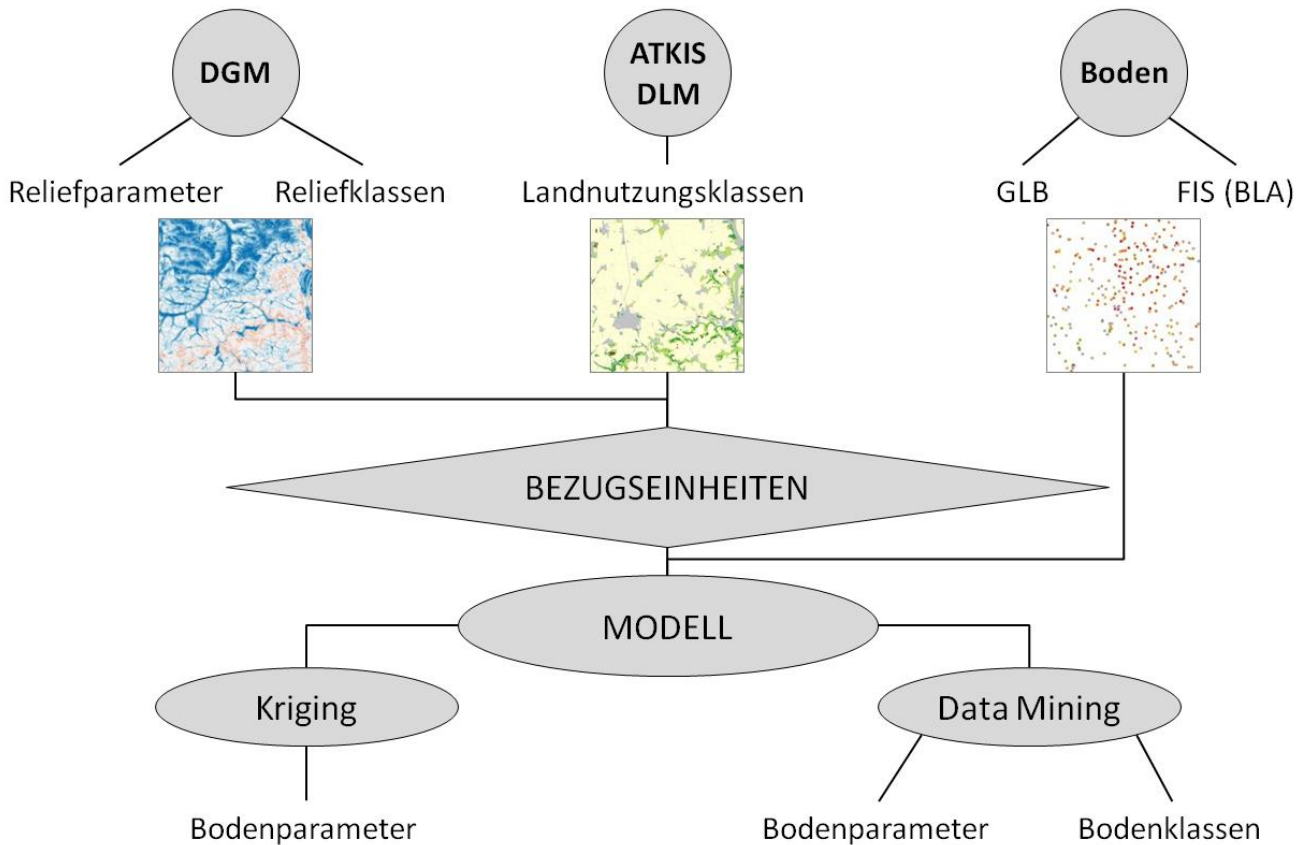 DGM
ATKIS
DLM
Boden
Reliefparameter
Reliefklassen
Landnutzungsklassen
GLB
FIS (BLA)
BEZUGSEINHEITEN
MODELL
Kriging
Data Mining
Bodenparameter
Bodenparameter
Bodenklassen